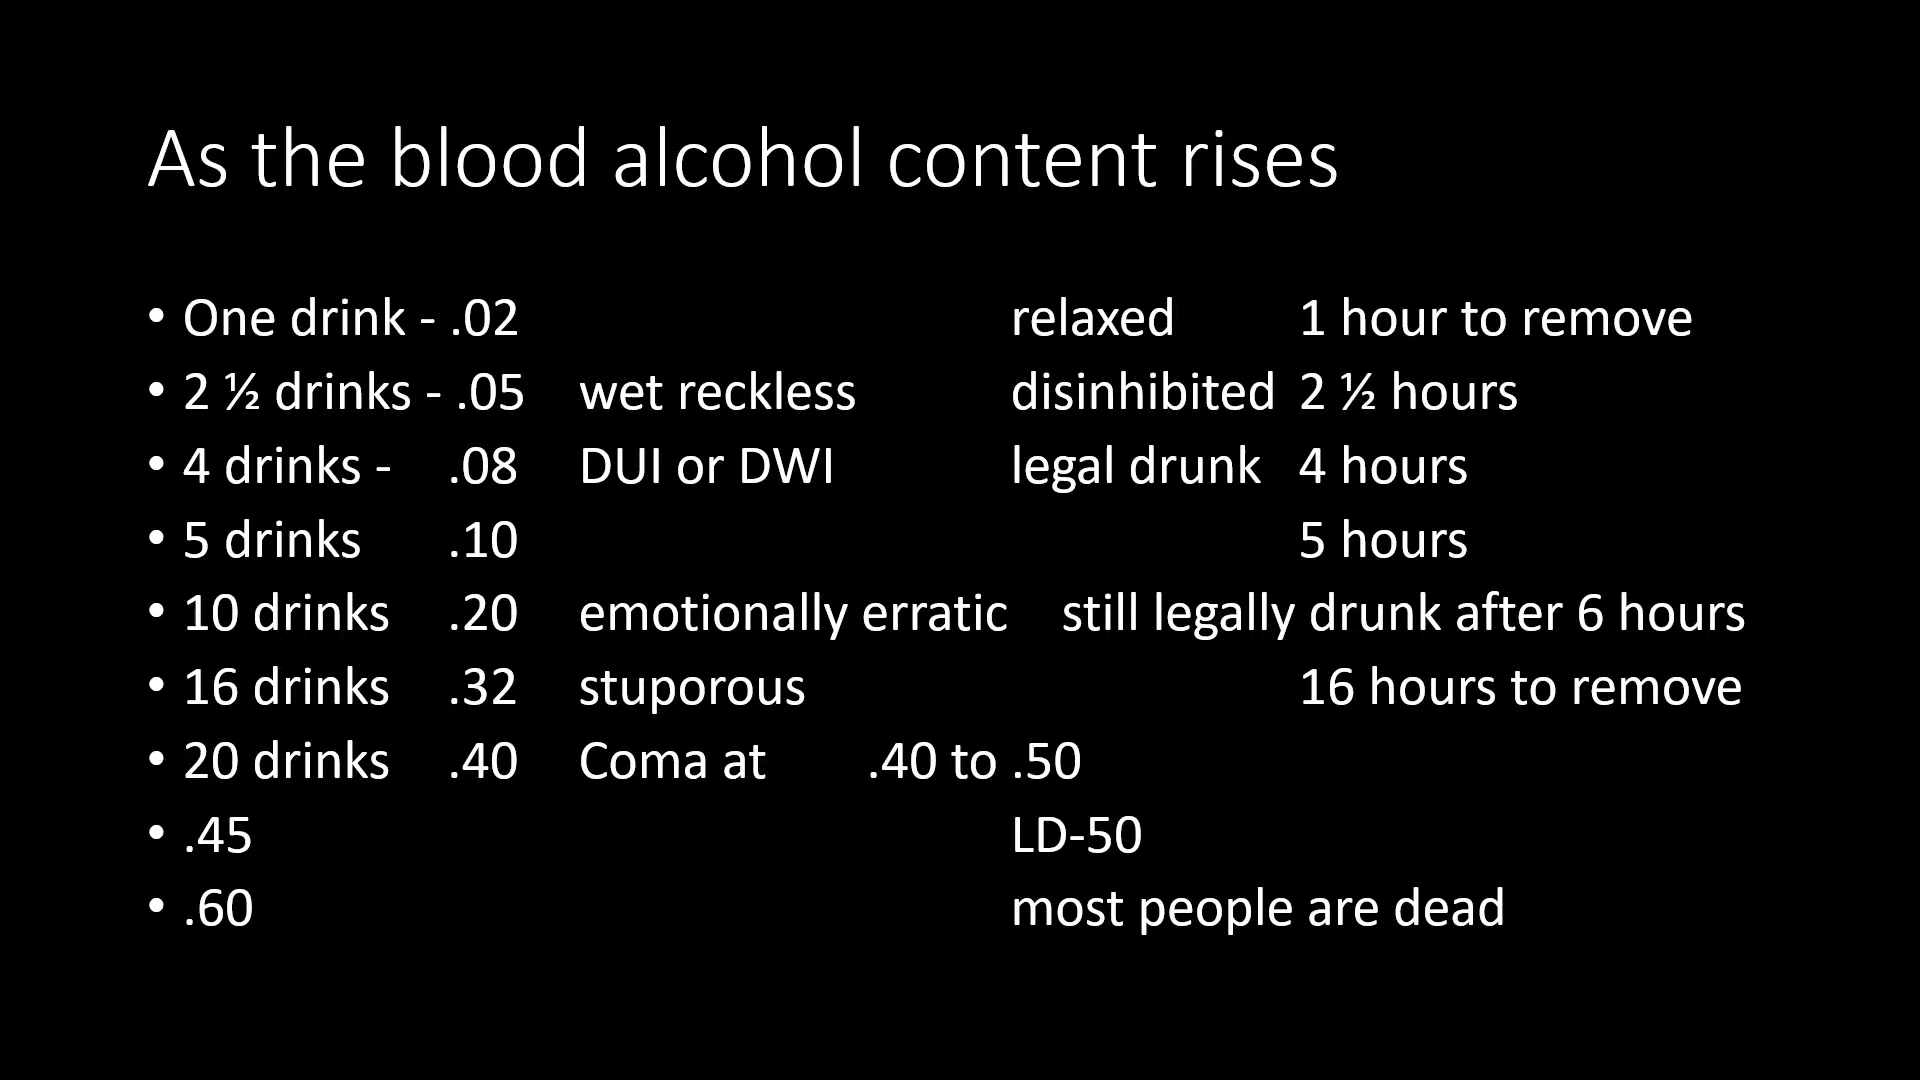 As the blood alcohol content rises
• One drink - .02 relaxed 1 hour to remove
• 2 ½ drinks - .05 wet reckless disinhibited 2 ½ hours
• 4 drinks - .08 DUI or DWI legal drunk 4 hours
• 5 drinks .10 5 hours
• 10 drinks .20 emotionally erratic still legally drunk after 6 hours
• 16 drinks .32 stuporous 16 hours to remove
• 20 drinks .40 Coma at .40 to .50
• .45 LD-50
• .60 most people are dead